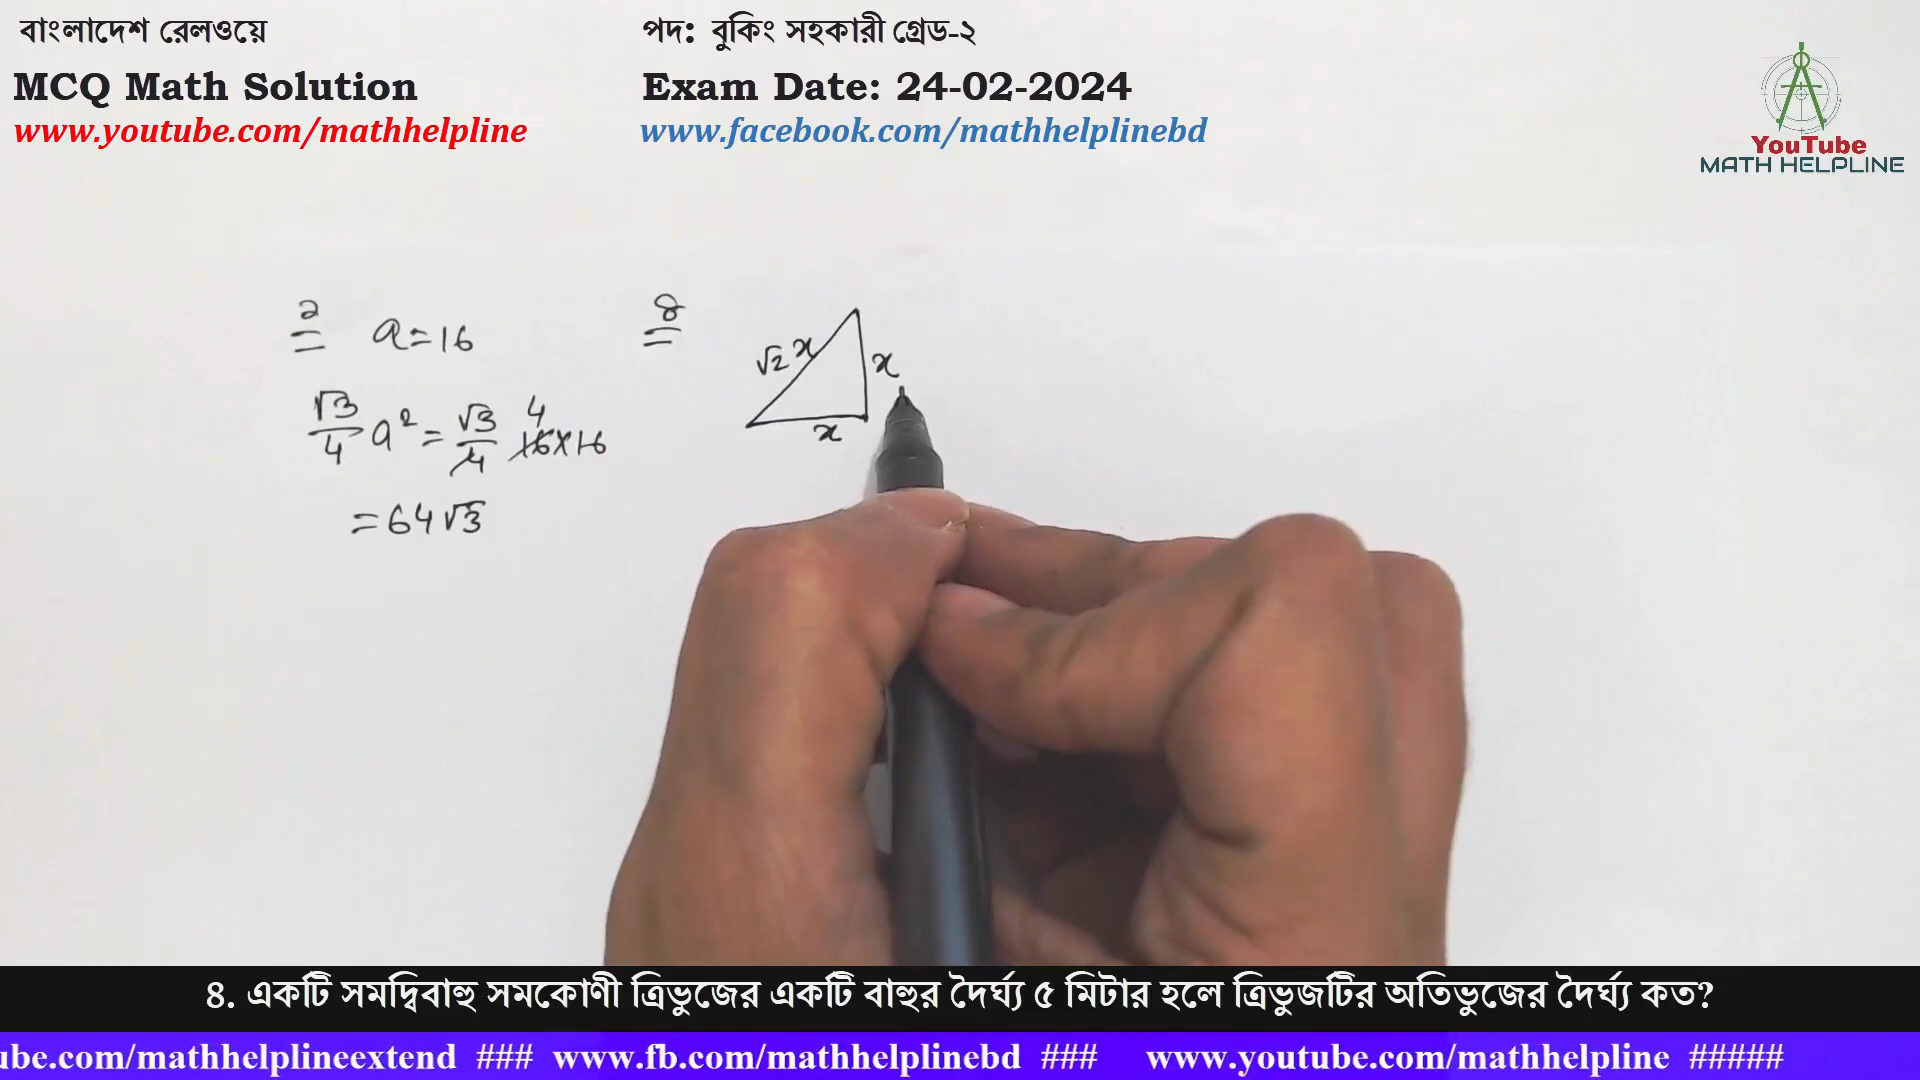 বাংলাদেশ রেলওয়ে
পদ: বুকিং সহকারী গ্রেড-২
MCQ Math Solution
Exam Date: 24-02-2024
www.youtube.com/mathhelpline
www.facebook.com/mathhelplinebd
YouTube
MATH HELPLINE
২ a=16
√3/4 a² = √3/4 16×16
4
=64√3
৪
√2 x
x
x
৪. একটি সমদ্বিবাহু সমকোণী ত্রিভুজের একটি বাহুর দৈর্ঘ্য ৫ মিটার হলে ত্রিভুজটির অতিভুজের দৈর্ঘ্য কত?
ube.com/mathhelplineextend ### www.fb.com/mathhelplinebd ### www.youtube.com/mathhelpline #####